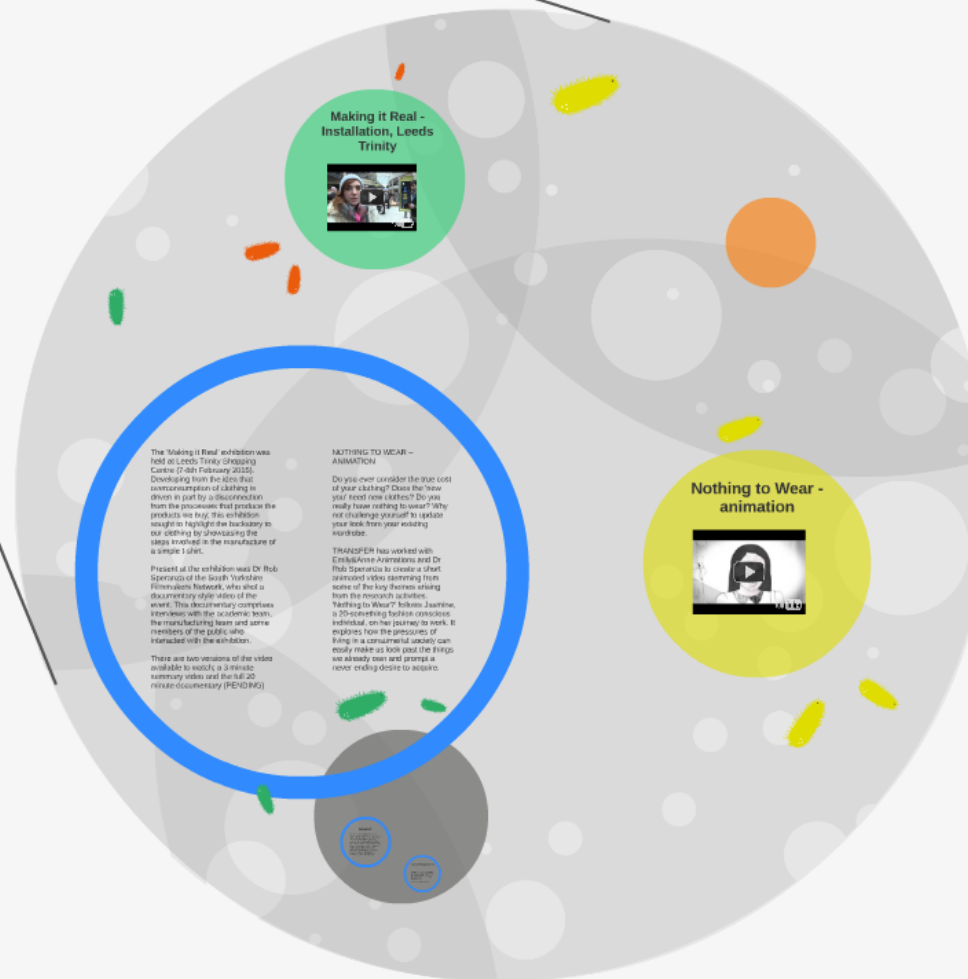 Making it Real -
Installation, Leeds
Trinity
The 'Making it Real' exhibition was
held at Leeds Trinity Shopping
Centre (7-8th February 2015).
Developing from the idea that
overconsumption of clothing is
driven in part by a disconnection
from the processes that produce the
products we buy; this exhibition
sought to highlight the backstory to
our clothing by showcasing the
steps involved in the manufacture of
a simple t-shirt.
Present at the exhibition was Dr Rob
Speranza of the South Yorkshire
Filmmakers Network, who shot a
documentary style video of the
event. This documentary comprises
interviews with the academic team,
the manufacturing team and some
members of the public who
interacted with the exhibition.
There are two versions of the video
available to watch; a 3 minute
summary video and the full 20
minute documentary (PENDING)
NOTHING TO WEAR –
ANIMATION
Do you ever consider the true cost
of your clothing? Does the 'new
you' need new clothes? Do you
really have nothing to wear? Why
not challenge yourself to update
your look from your existing
wardrobe.
TRANSFER has worked with
Emily&Anne Animations and Dr
Rob Speranza to create a short
animated video stemming from
some of the key themes arising
from the research activities.
'Nothing to Wear?' follows Jasmine,
a 20-something fashion conscious
individual, on her journey to work. It
explores how the pressures of
living in a consumerist society can
easily make us look past the things
we already own and prompt a
never ending desire to acquire.
Nothing to Wear -
animation